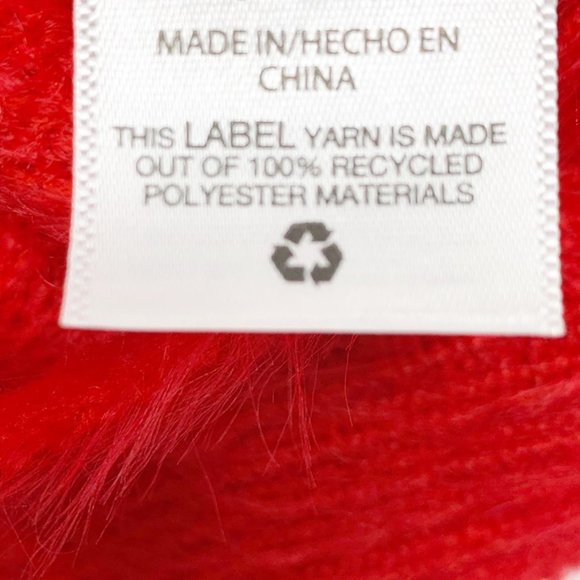 MADE IN/HECHO EN
CHINA
THIS LABEL YARN IS MADE
OUT OF 100% RECYCLED
POLYESTER MATERIALS